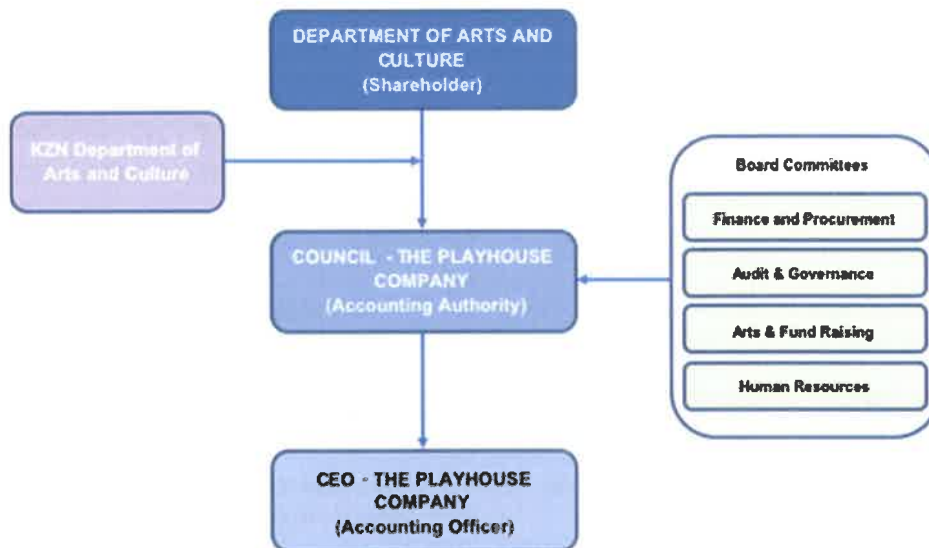 DEPARTMENT OF ARTS AND
CULTURE
(Shareholder)
KZN Department of
Arts and Culture
Board Committees
Finance and Procurement
Audit & Governance
Arts & Fund Raising
Human Resources
COUNCIL - THE PLAYHOUSE
COMPANY
(Accounting Authority)
CEO - THE PLAYHOUSE
COMPANY
(Accounting Officer)